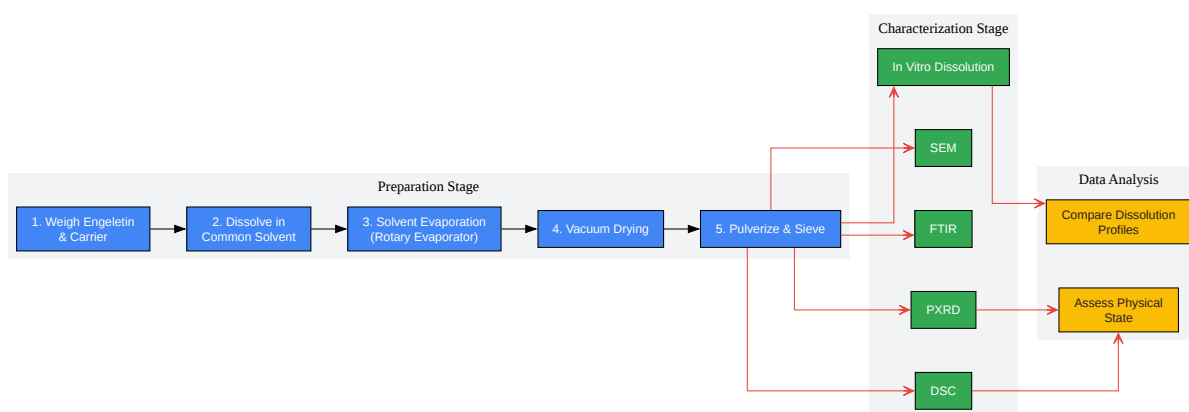 Characterization Stage
In Vitro Dissolution
SEM
Preparation Stage
1. Weigh Engeletin
& Carrier
2. Dissolve in
Common Solvent
3. Solvent Evaporation
(Rotary Evaporator)
4. Vacuum Drying
5. Pulverize & Sieve
FTIR
PXRD
DSC
Data Analysis
Compare Dissolution
Profiles
Assess Physical
State